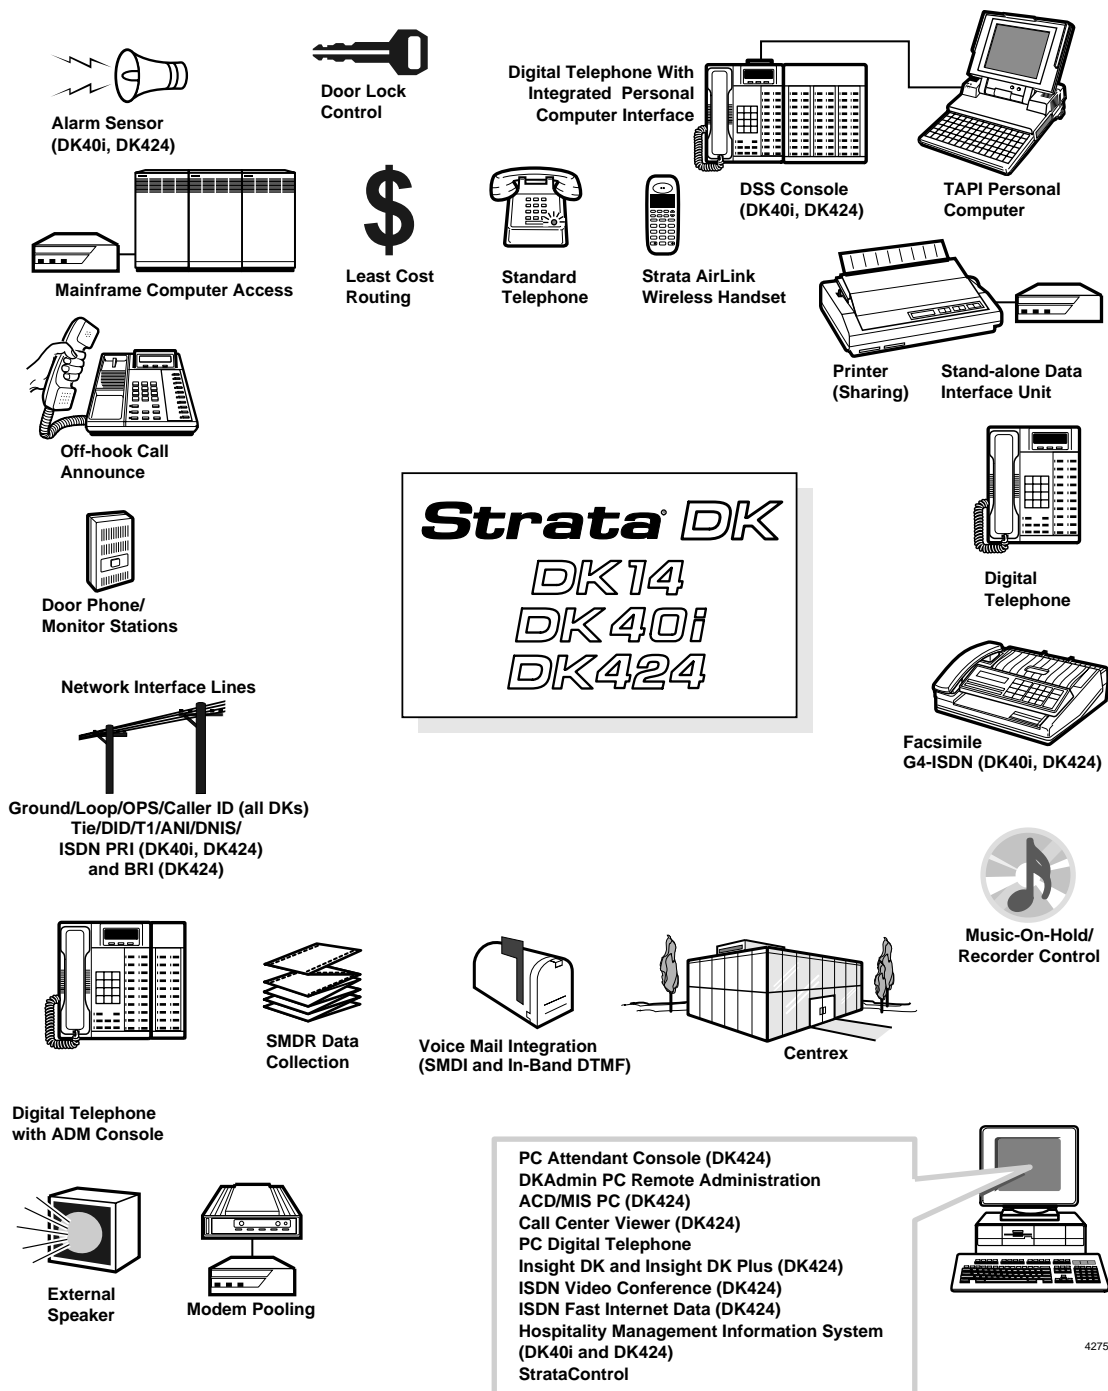 Alarm Sensor
(DK40i, DK424)
Door Lock
Control
Digital Telephone With
Integrated Personal
Computer Interface
DSS Console
(DK40i, DK424)
TAPI Personal
Computer
Mainframe Computer Access
$
Least Cost
Routing
Standard
Telephone
Strata AirLink
Wireless Handset
Printer
(Sharing)
Stand-alone Data
Interface Unit
Off-hook Call
Announce
Strata DK
DK14
DK40i
DK424
Digital
Telephone
Door Phone/
Monitor Stations
Network Interface Lines
Ground/Loop/OPS/Caller ID (all DKs)
Tie/DID/T1/ANI/DNIS/
ISDN PRI (DK40i, DK424)
and BRI (DK424)
Facsimile
G4-ISDN (DK40i, DK424)
Music-On-Hold/
Recorder Control
SMDR Data
Collection
Voice Mail Integration
(SMDI and In-Band DTMF)
Centrex
Digital Telephone
with ADM Console
External
Speaker
Modem Pooling
PC Attendant Console (DK424)
DKAdmin PC Remote Administration
ACD/MIS PC (DK424)
Call Center Viewer (DK424)
PC Digital Telephone
Insight DK and Insight DK Plus (DK424)
ISDN Video Conference (DK424)
ISDN Fast Internet Data (DK424)
Hospitality Management Information System
(DK40i and DK424)
StrataControl
4275